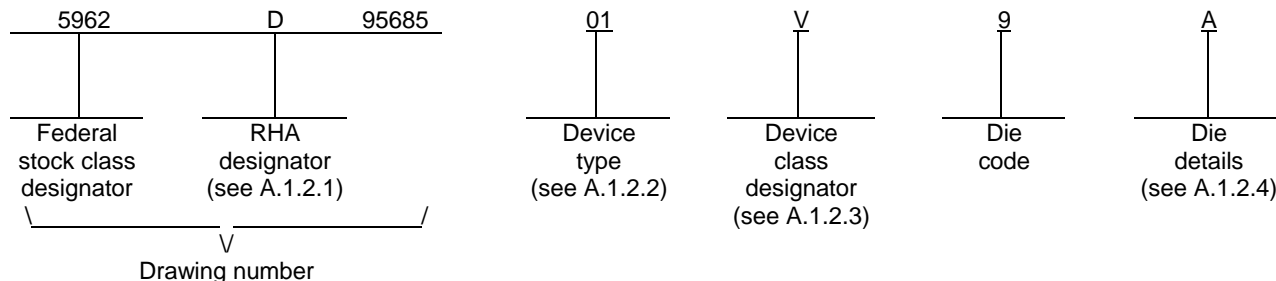 5962 D 95685 01 V 9 A
Federal stock class designator
RHA designator (see A.1.2.1)
Device type (see A.1.2.2)
Device class designator (see A.1.2.3)
Die code
Die details (see A.1.2.4)
Drawing number